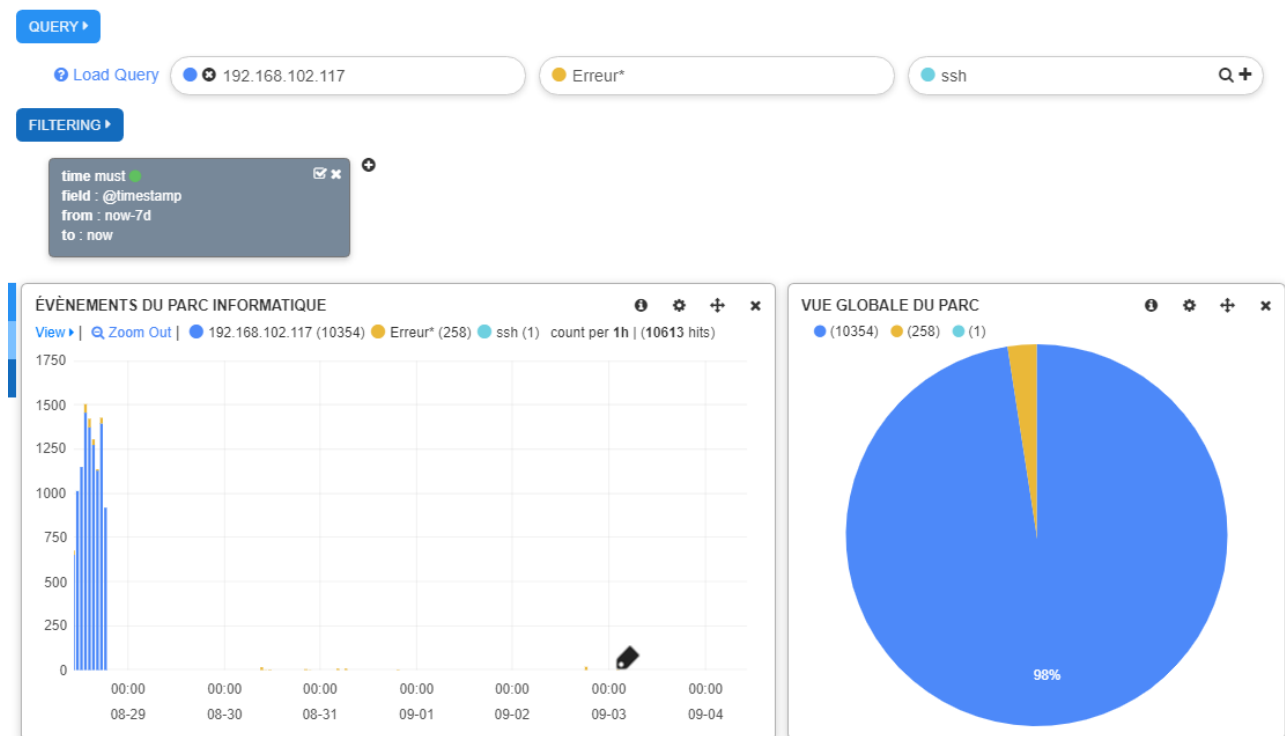 QUERY
Load Query 192.168.102.117 Erreur* ssh
FILTERING
time must
field : @timestamp
from : now-7d
to : now
ÉVÈNEMENTS DU PARC INFORMATIQUE
View | Zoom Out | 192.168.102.117 (10354) Erreur* (258) ssh (1) count per 1h | (10613 hits)
1750
1500
1250
1000
750
500
250
0
00:00 00:00 00:00 00:00 00:00 00:00 00:00
08-29 08-30 08-31 09-01 09-02 09-03 09-04
VUE GLOBALE DU PARC
(10354) (258) (1)
98%